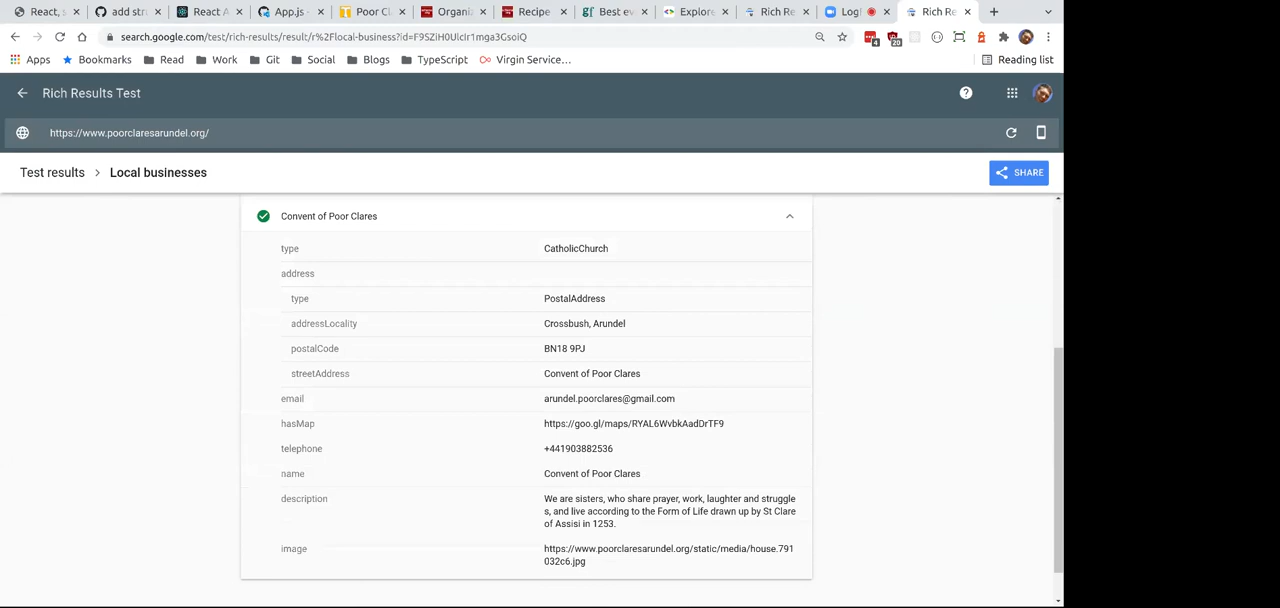 React, s
add str
React A
App.js
Poor Cl
Organiz
Recipe
Best ev
Explore
Rich Re
Log!
Rich Re
search.google.com/test/rich-results/result/r%2Flocal-business?id=F9SZiH0UlcIr1mga3GsoiQ
4
20
Apps Bookmarks Read Work Git Social Blogs TypeScript Virgin Service… Reading list
Rich Results Test
https://www.poorclaresarundel.org/
Test results > Local businesses SHARE
Convent of Poor Clares
type CatholicChurch
address
type PostalAddress
addressLocality Crossbush, Arundel
postalCode BN18 9PJ
streetAddress Convent of Poor Clares
email arundel.poorclares@gmail.com
hasMap https://goo.gl/maps/RYAL6WvbkAadDrTF9
telephone +441903882536
name Convent of Poor Clares
description We are sisters, who share prayer, work, laughter and struggle
s, and live according to the Form of Life drawn up by St Clare
of Assisi in 1253.
image https://www.poorclaresarundel.org/static/media/house.791
032c6.jpg